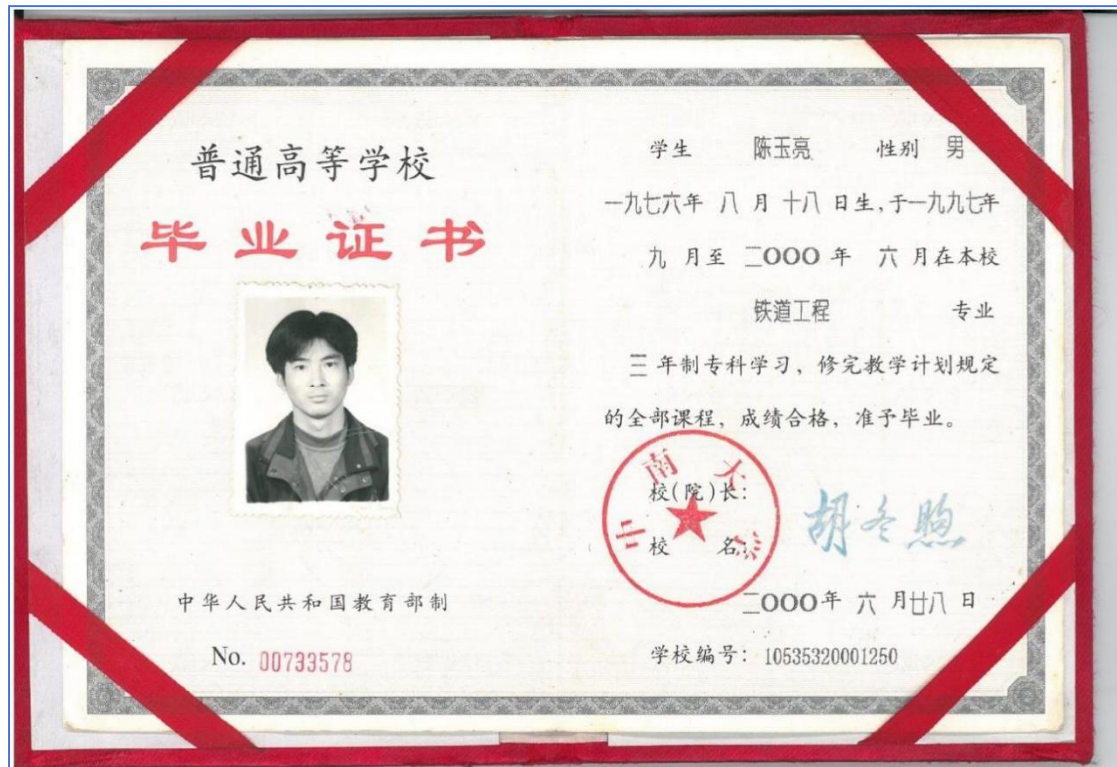 普通高等学校
毕业证书
中华人民共和国教育部制
No. 00733578
学生 陈玉亮 性别 男
一九七六年 八 月 十八 日生,于一九九七年
九 月至 二000 年 六 月在本校
铁道工程 专业
三 年制专科学习，修完教学计划规定
的全部课程，成绩合格，准予毕业。
中南大学
校(院)长:
胡冬煦
校 名:
二000年 六 月廿八 日
学校编号: 10535320001250